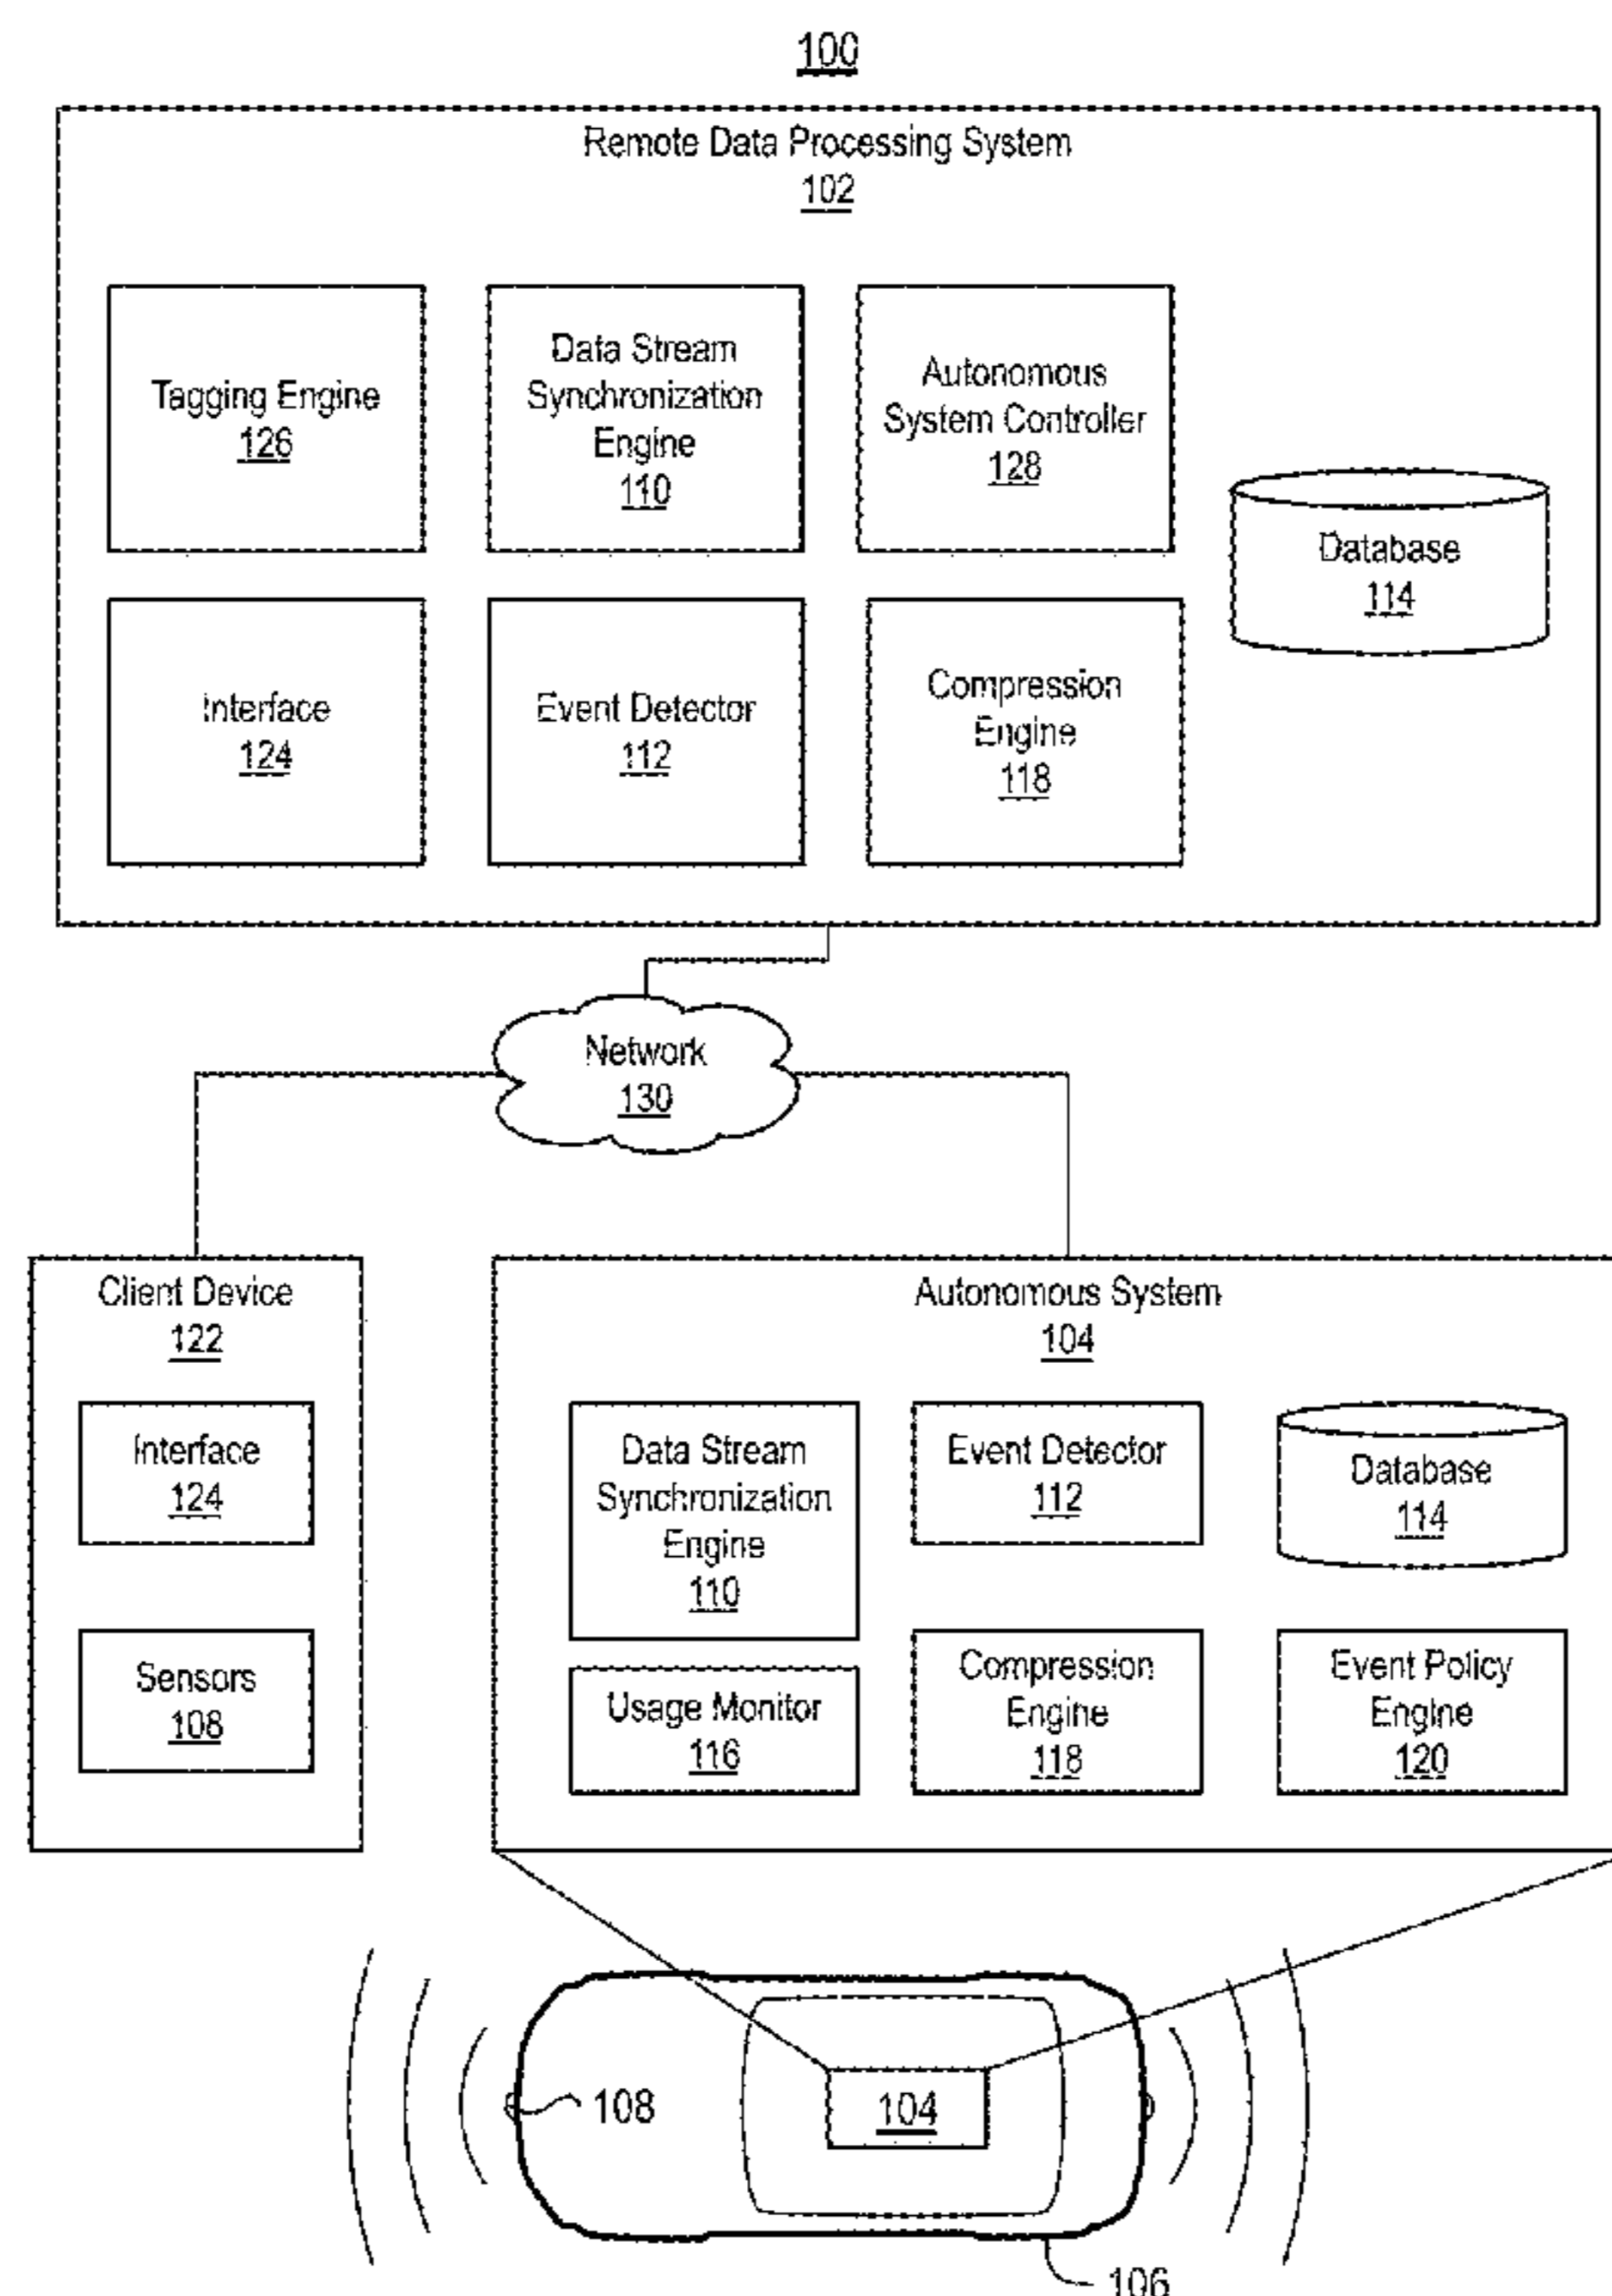 100
Remote Data Processing System
102
Tagging Engine
126
Data Stream
Synchronization
Engine
110
Autonomous
System Controller
128
Database
114
Interface
124
Event Detector
112
Compression
Engine
118
Network
130
Client Device
122
Interface
124
Sensors
108
Autonomous System
104
Data Stream
Synchronization
Engine
110
Event Detector
112
Database
114
Usage Monitor
116
Compression
Engine
118
Event Policy
Engine
120
108
104
106